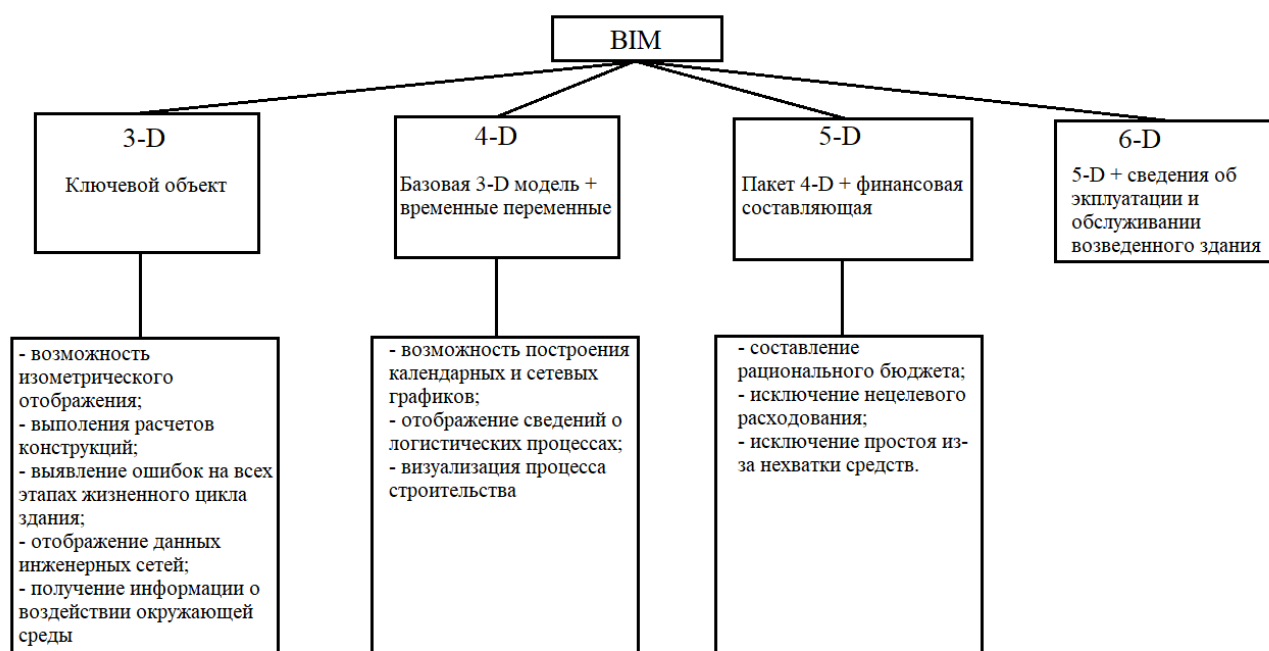 BIM
3-D
Ключевой объект
4-D
Базовая 3-D модель +
временные переменные
5-D
Пакет 4-D + финансовая
составляющая
6-D
5-D + сведения об
экплуатации и
обслуживании
возведенного здания
- возможность
изометрического
отображения;
- выполения расчетов
конструкций;
- выявление ошибок на всех
этапах жизненного цикла
здания;
- отображение данных
инженерных сетей;
- получение информации о
воздействии окружающей
среды
- возможность построения
календарных и сетевых
графиков;
- отображение сведений о
логистических процессах;
- визуализация процесса
строительства
- составление
рационального бюджета;
- исключение нецелевого
расходования;
- исключение простоя из-
за нехватки средств.